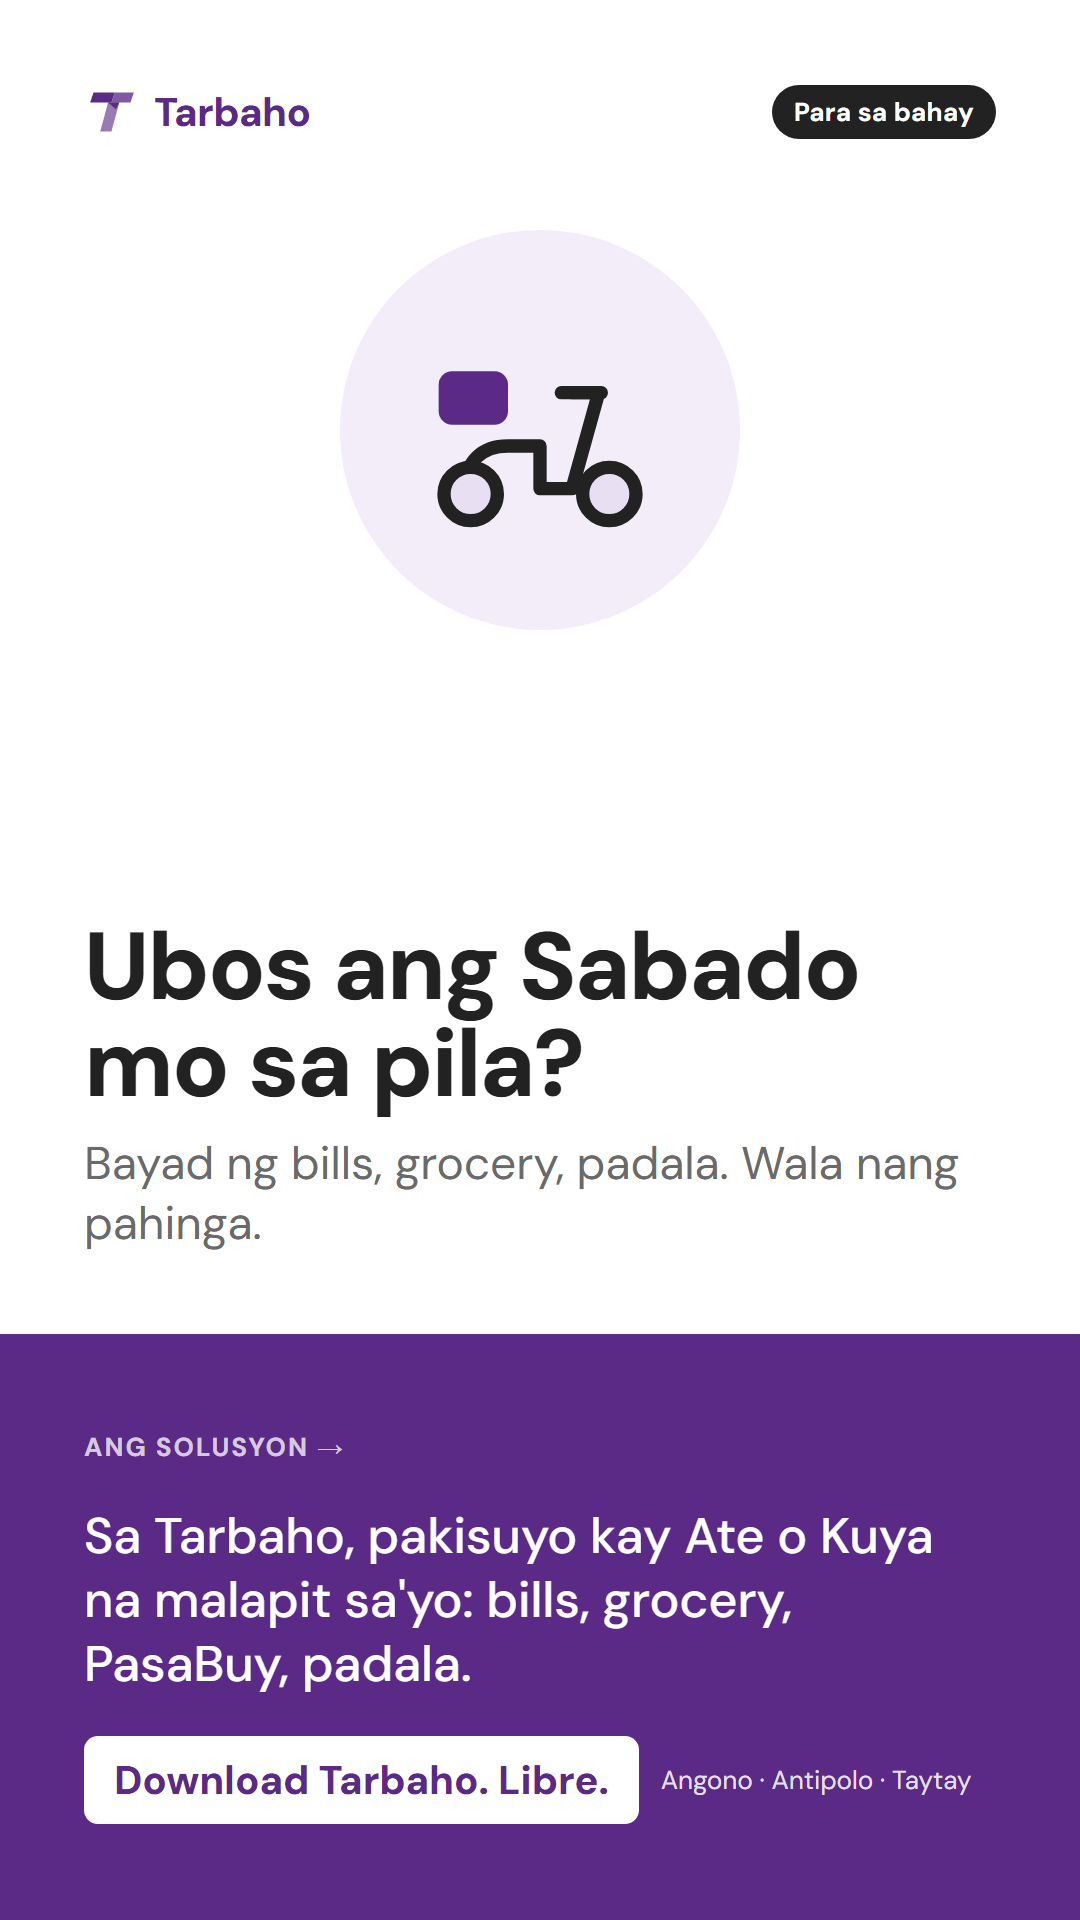 Tarbaho
Para sa bahay
Ubos ang Sabado
mo sa pila?
Bayad ng bills, grocery, padala. Wala nang
pahinga.
ANG SOLUSYON →
Sa Tarbaho, pakisuyo kay Ate o Kuya
na malapit sa'yo: bills, grocery,
PasaBuy, padala.
Download Tarbaho. Libre.
Angono · Antipolo · Taytay